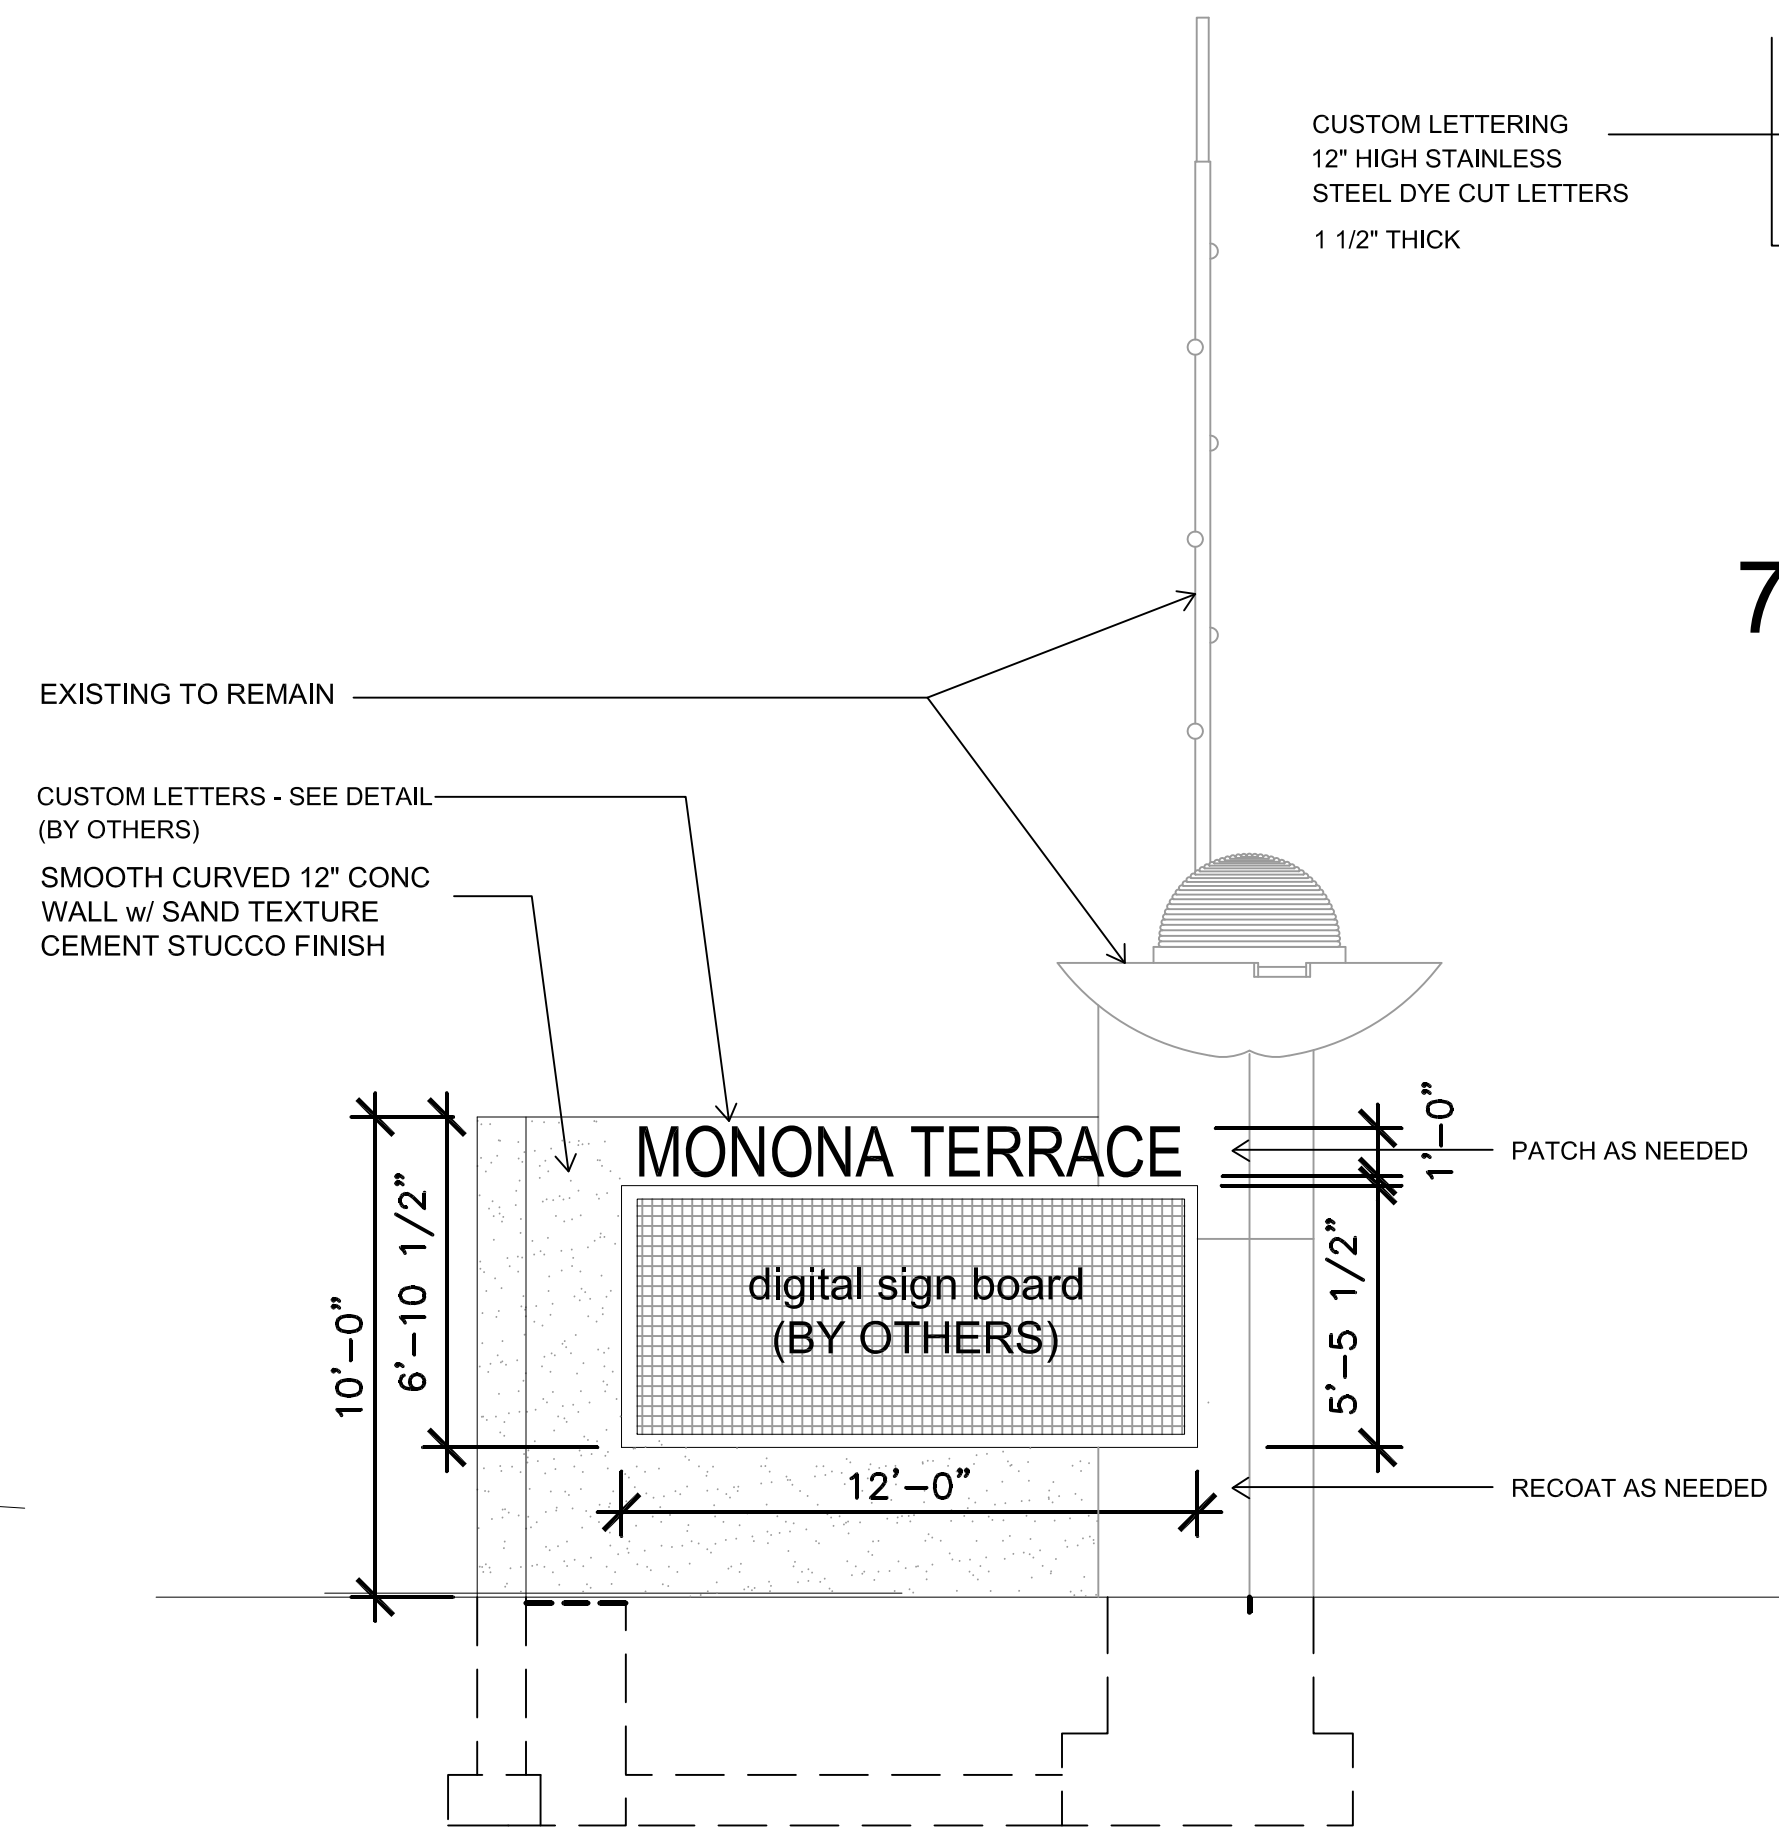 CUSTOM LETTERING
12" HIGH STAINLESS
STEEL DYE CUT LETTERS
1 1/2" THICK
7
EXISTING TO REMAIN
CUSTOM LETTERS - SEE DETAIL
(BY OTHERS)
SMOOTH CURVED 12" CONC
WALL w/ SAND TEXTURE
CEMENT STUCCO FINISH
MONONA TERRACE
digital sign board
(BY OTHERS)
10'-0"
6'-10 1/2"
12'-0"
1'-0"
5'-5 1/2"
PATCH AS NEEDED
RECOAT AS NEEDED